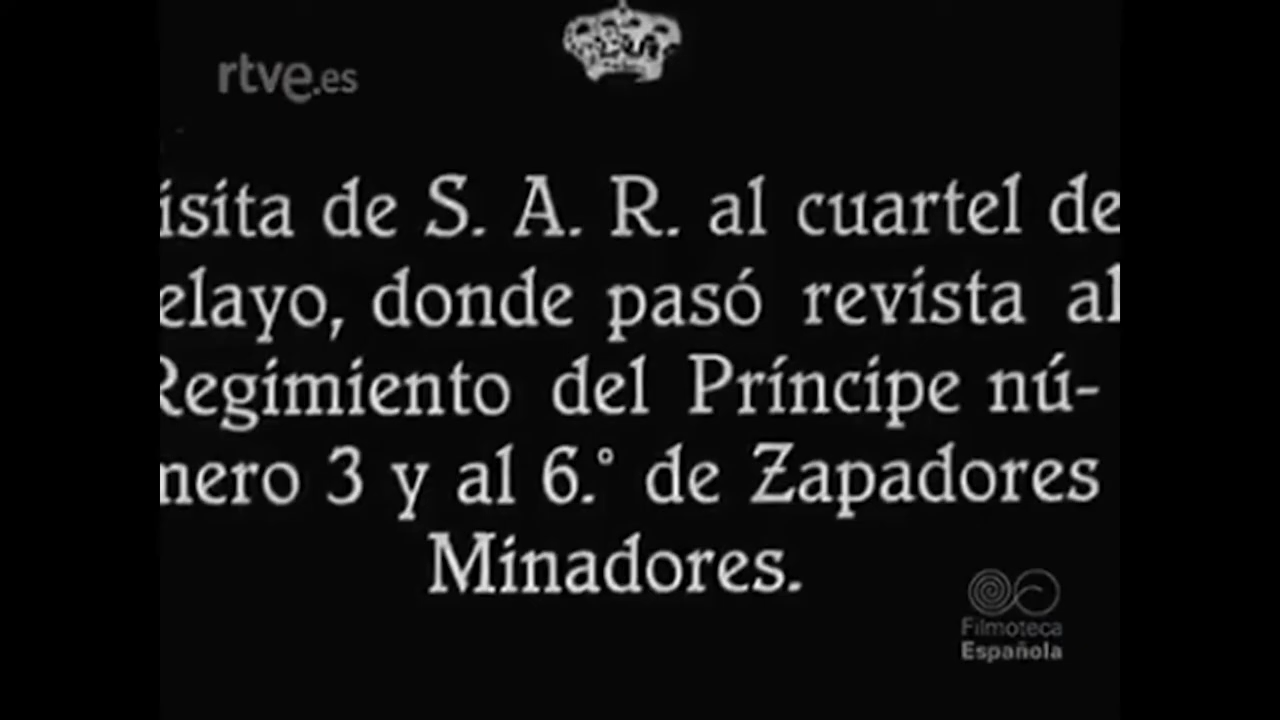 rtve.es
isita de S. A. R. al cuartel de
elayo, donde pasó revista al
Regimiento del Príncipe nú-
mero 3 y al 6.º de Zapadores
Minadores.
Filmoteca
Española